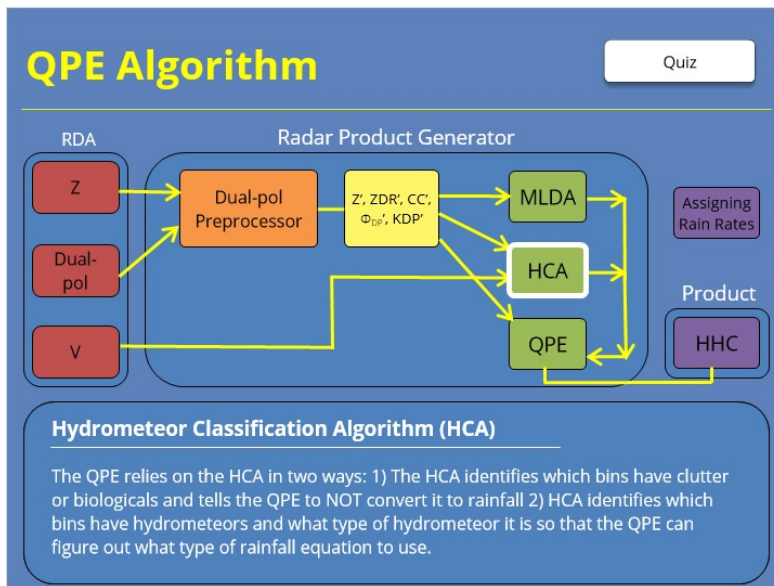 QPE Algorithm
Quiz
RDA
Radar Product Generator
Z
Dual-
pol
V
Dual-pol
Preprocessor
Z', ZDR', CC',
ΦDP', KDP'
MLDA
HCA
QPE
Assigning
Rain Rates
Product
HHC
Hydrometeor Classification Algorithm (HCA)
The QPE relies on the HCA in two ways: 1) The HCA identifies which bins have clutter
or biologicals and tells the QPE to NOT convert it to rainfall 2) HCA identifies which
bins have hydrometeors and what type of hydrometeor it is so that the QPE can
figure out what type of rainfall equation to use.